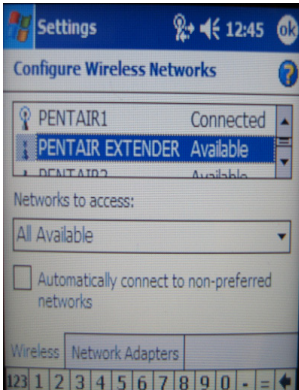 Settings 12:45 ok
Configure Wireless Networks ?
PENTAIR1 Connected
PENTAIR EXTENDER Available
PENTAIR2 Available
Networks to access:
All Available
Automatically connect to non-preferred
networks
Wireless Network Adapters
123 1 2 3 4 5 6 7 8 9 0 - =